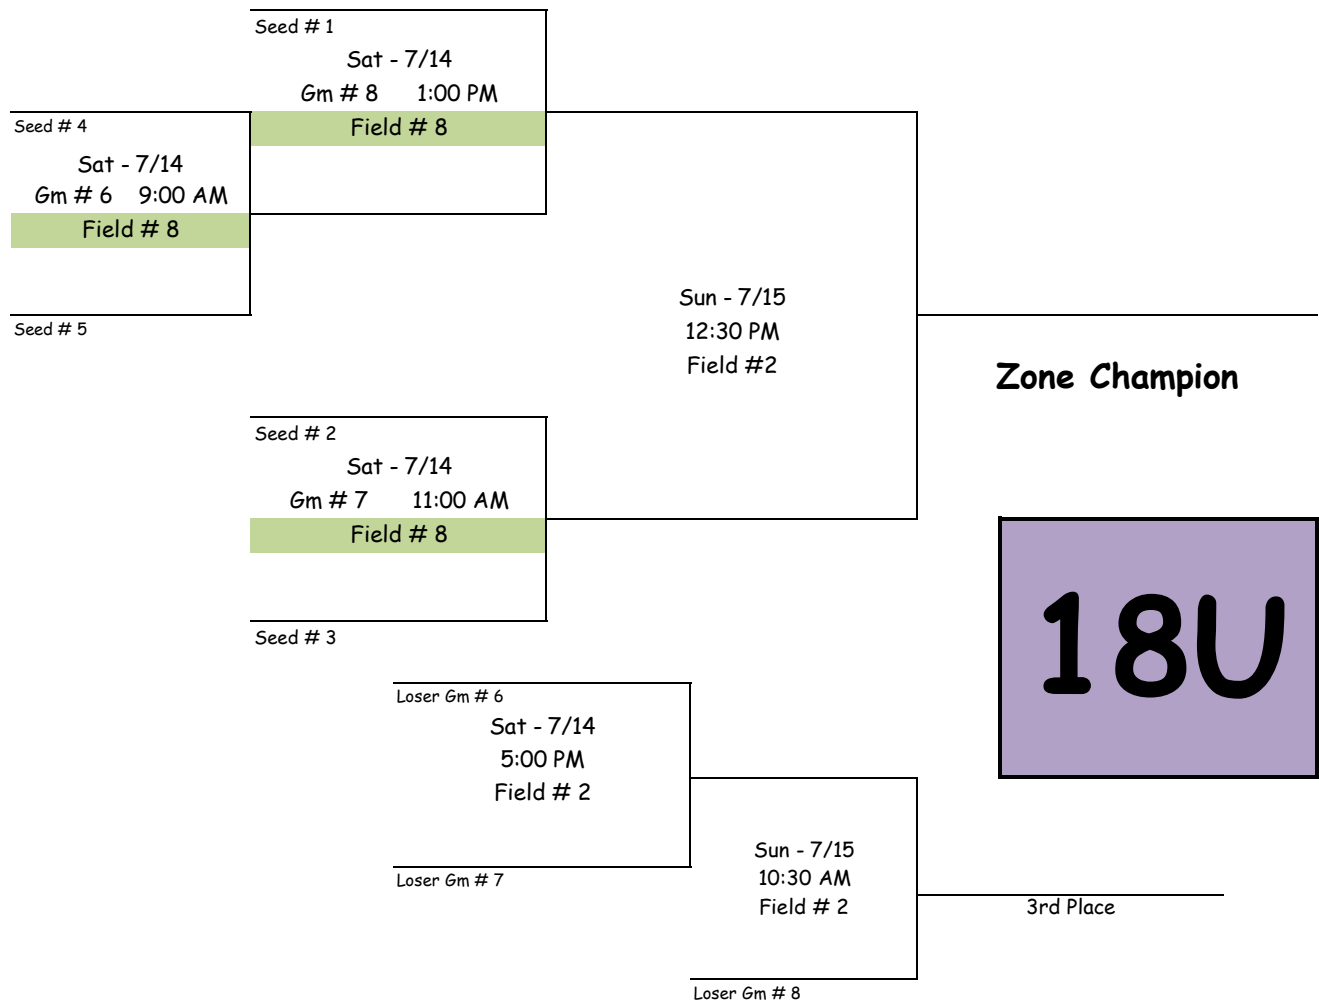 Seed # 1
Sat - 7/14
Gm # 8 1:00 PM
Field # 8
Seed # 4
Sat - 7/14
Gm # 6 9:00 AM
Field # 8
Seed # 5
Sun - 7/15
12:30 PM
Field #2
Zone Champion
Seed # 2
Sat - 7/14
Gm # 7 11:00 AM
Field # 8
Seed # 3
18U
Loser Gm # 6
Sat - 7/14
5:00 PM
Field # 2
Loser Gm # 7
Sun - 7/15
10:30 AM
Field # 2
3rd Place
Loser Gm # 8